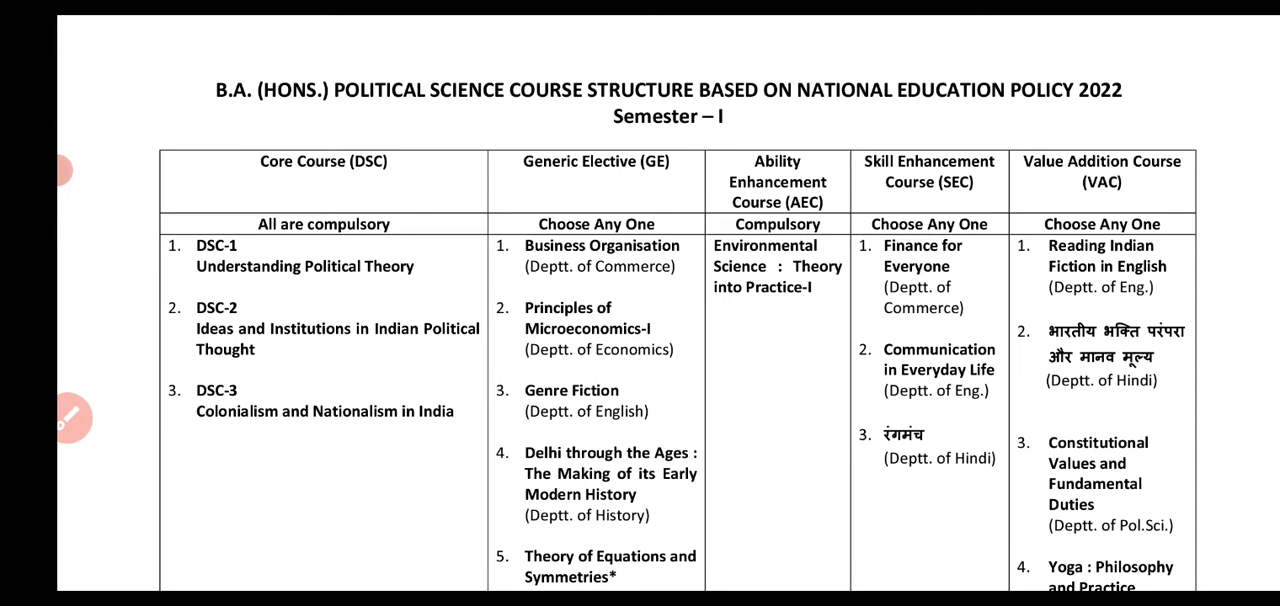 B.A. (HONS.) POLITICAL SCIENCE COURSE STRUCTURE BASED ON NATIONAL EDUCATION POLICY 2022
Semester – I
Core Course (DSC)
All are compulsory
1. DSC-1
Understanding Political Theory
2. DSC-2
Ideas and Institutions in Indian Political
Thought
3. DSC-3
Colonialism and Nationalism in India
Generic Elective (GE)
Choose Any One
1. Business Organisation
(Deptt. of Commerce)
2. Principles of
Microeconomics-I
(Deptt. of Economics)
3. Genre Fiction
(Deptt. of English)
4. Delhi through the Ages :
The Making of its Early
Modern History
(Deptt. of History)
5. Theory of Equations and
Symmetries*
Ability
Enhancement
Course (AEC)
Compulsory
Environmental
Science : Theory
into Practice-I
Skill Enhancement
Course (SEC)
Choose Any One
1. Finance for
Everyone
(Deptt. of
Commerce)
2. Communication
in Everyday Life
(Deptt. of Eng.)
3. रंगमंच
(Deptt. of Hindi)
Value Addition Course
(VAC)
Choose Any One
1. Reading Indian
Fiction in English
(Deptt. of Eng.)
2. भारतीय भक्ति परंपरा
और मानव मूल्य
(Deptt. of Hindi)
3. Constitutional
Values and
Fundamental
Duties
(Deptt. of Pol.Sci.)
4. Yoga : Philosophy
and Practice